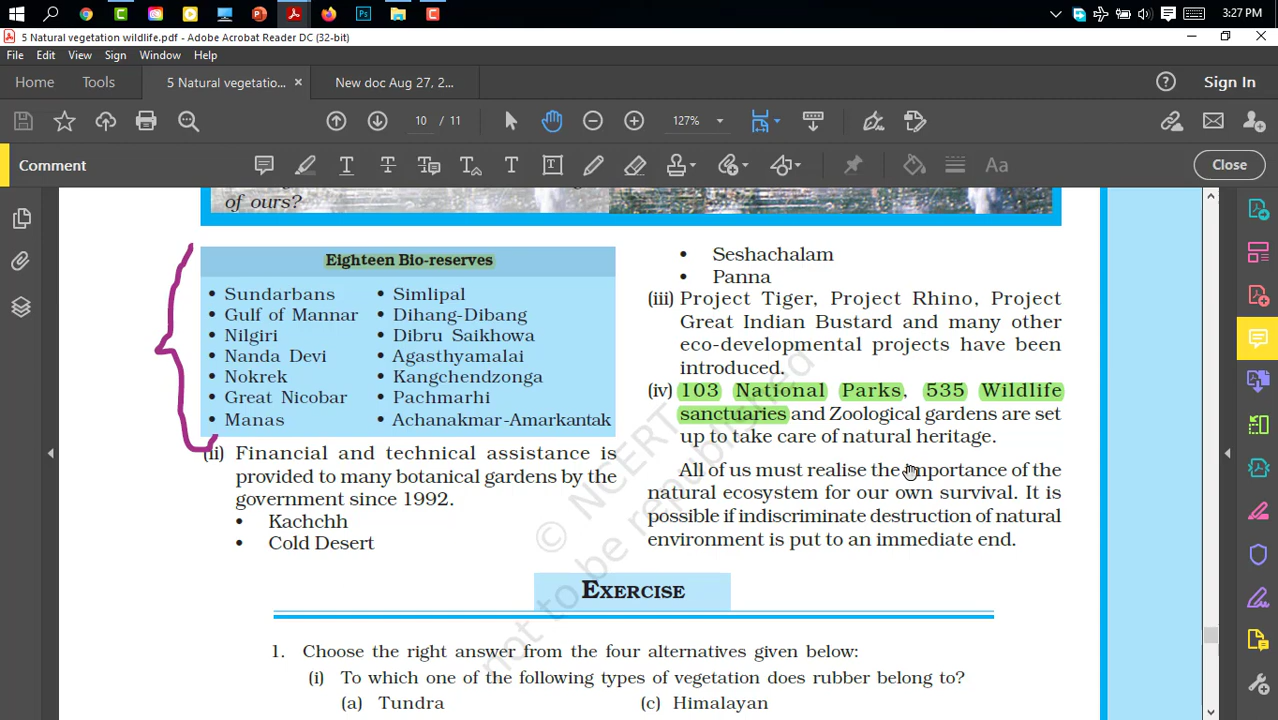 3:27 PM
5 Natural vegetation wildlife.pdf - Adobe Acrobat Reader DC (32-bit)
File Edit View Sign Window Help
Home Tools 5 Natural vegetatio... × New doc Aug 27, 2... Sign In
10 / 11 127%
Comment Close
of ours?
Eighteen Bio-reserves
• Sundarbans • Simlipal
• Gulf of Mannar • Dihang-Dibang
• Nilgiri • Dibru Saikhowa
• Nanda Devi • Agasthyamalai
• Nokrek • Kangchendzonga
• Great Nicobar • Pachmarhi
• Manas • Achanakmar-Amarkantak
(ii) Financial and technical assistance is
provided to many botanical gardens by the
government since 1992.
• Kachchh
• Cold Desert
• Seshachalam
• Panna
(iii) Project Tiger, Project Rhino, Project
Great Indian Bustard and many other
eco-developmental projects have been
introduced.
(iv) 103 National Parks, 535 Wildlife
sanctuaries and Zoological gardens are set
up to take care of natural heritage.
All of us must realise the importance of the
natural ecosystem for our own survival. It is
possible if indiscriminate destruction of natural
environment is put to an immediate end.
© NCERT
not to be republished
EXERCISE
1. Choose the right answer from the four alternatives given below:
(i) To which one of the following types of vegetation does rubber belong to?
(a) Tundra (c) Himalayan